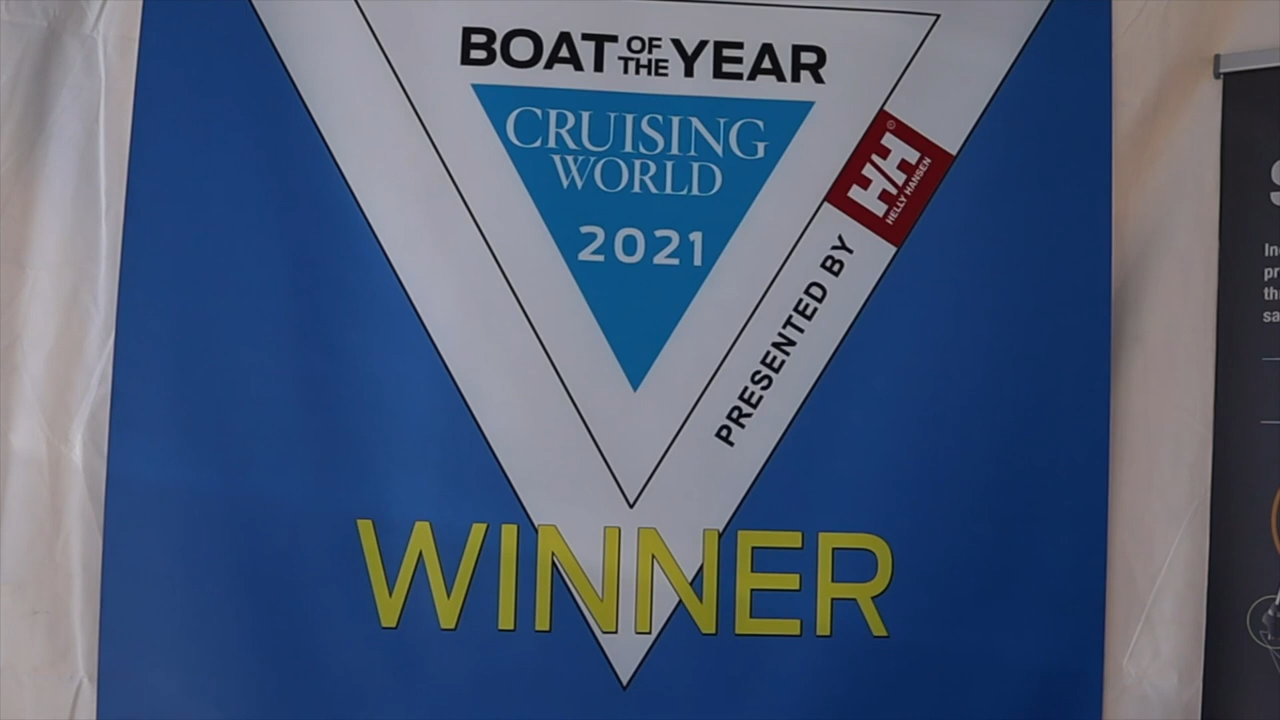 BOAT OF THE YEAR
CRUISING
WORLD
2021
PRESENTED BY
HH®
HELLY HANSEN
WINNER